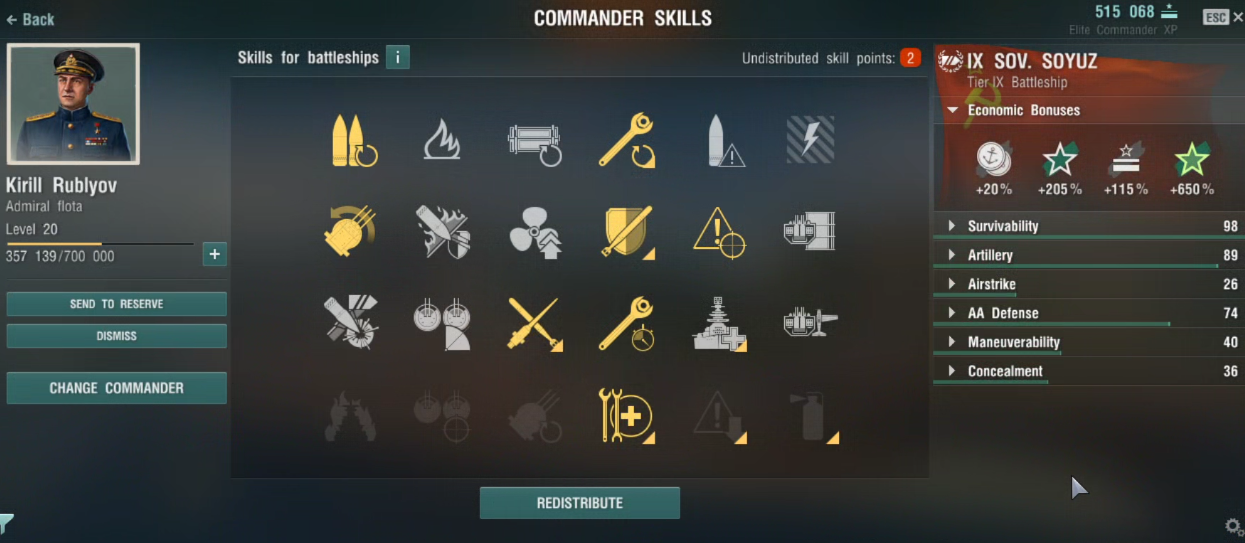 ← Back
COMMANDER SKILLS
515 068
Elite Commander XP
ESC ×
Kirill Rublyov
Admiral flota
Level 20
357 139/700 000
+
SEND TO RESERVE
DISMISS
CHANGE COMMANDER
Skills for battleships i
Undistributed skill points: 2
REDISTRIBUTE
IX SOV. SOYUZ
Tier IX Battleship
Economic Bonuses
+20 % +205 % +115 % +650 %
Survivability 98
Artillery 89
Airstrike 26
AA Defense 74
Maneuverability 40
Concealment 36